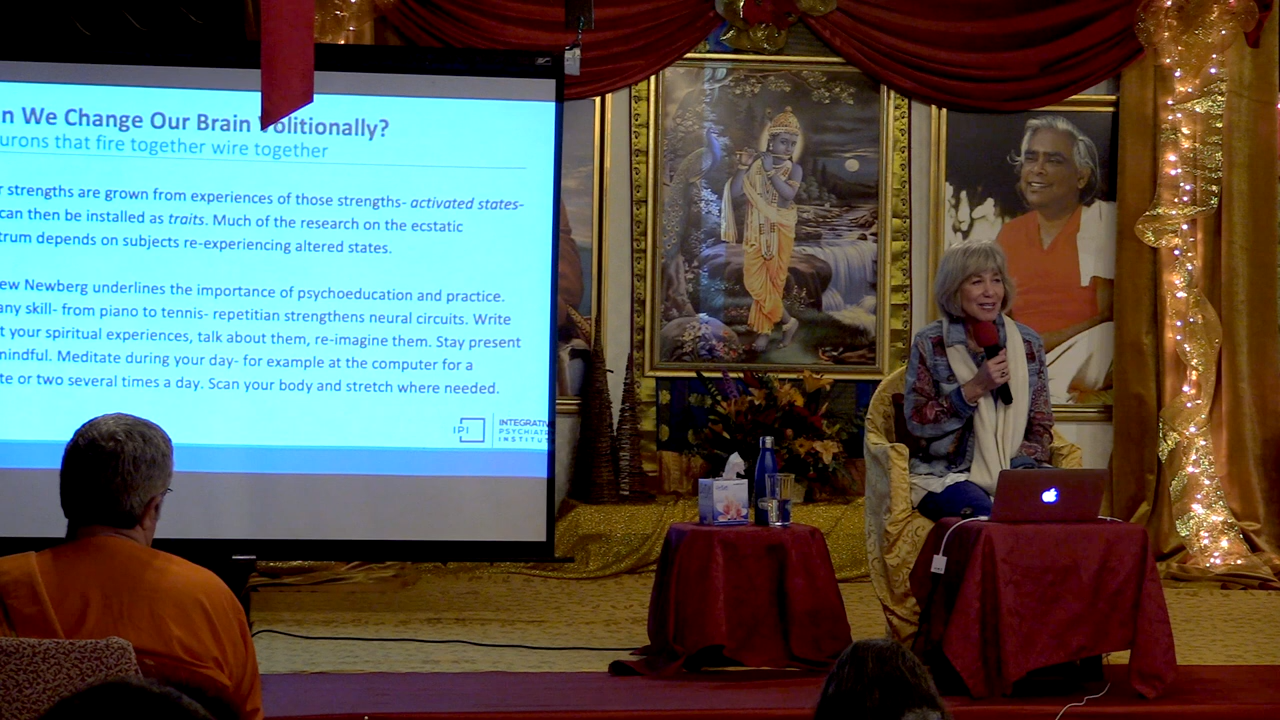 n We Change Our Brain Volitionally?
urons that fire together wire together
r strengths are grown from experiences of those strengths- activated states-
can then be installed as traits. Much of the research on the ecstatic
trum depends on subjects re-experiencing altered states.
ew Newberg underlines the importance of psychoeducation and practice.
any skill- from piano to tennis- repetitian strengthens neural circuits. Write
t your spiritual experiences, talk about them, re-imagine them. Stay present
mindful. Meditate during your day- for example at the computer for a
te or two several times a day. Scan your body and stretch where needed.
IPI
INTEGRATIV
PSYCHIAT
INSTITUT